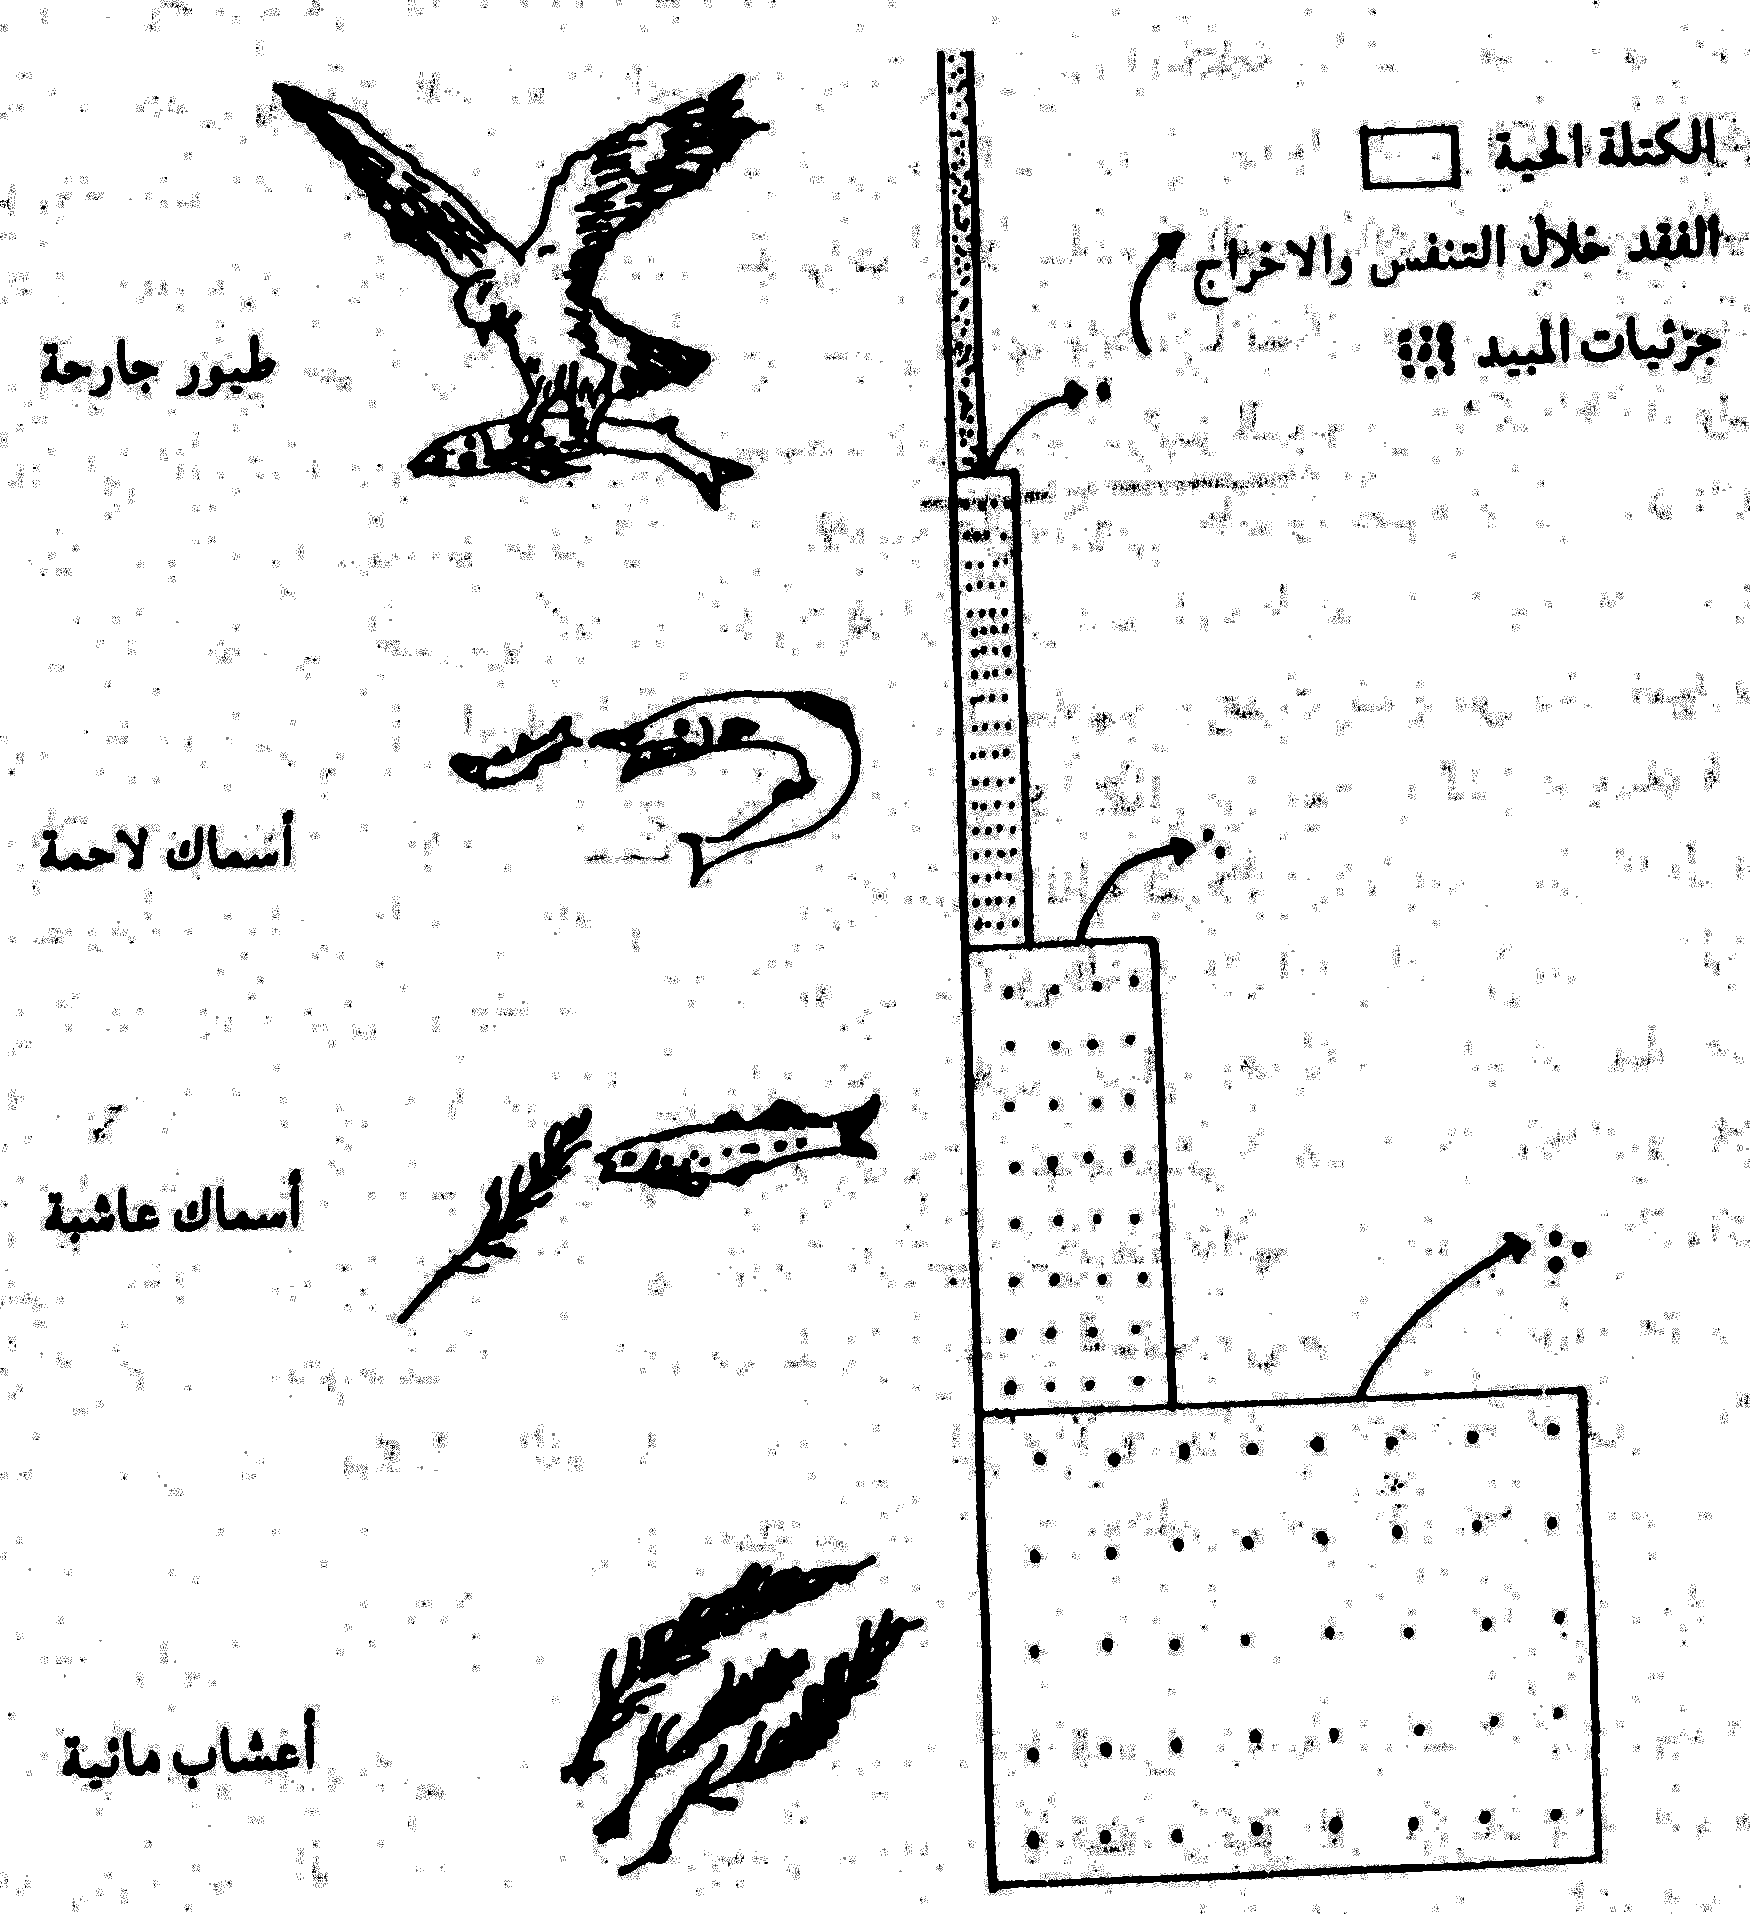 الكتلة الحية
الفقد خلال التنفس والاخراج
جزئيات المبيد
طيور جارحة
أسماك لاحمة
أسماك عاشبة
أعشاب مائية